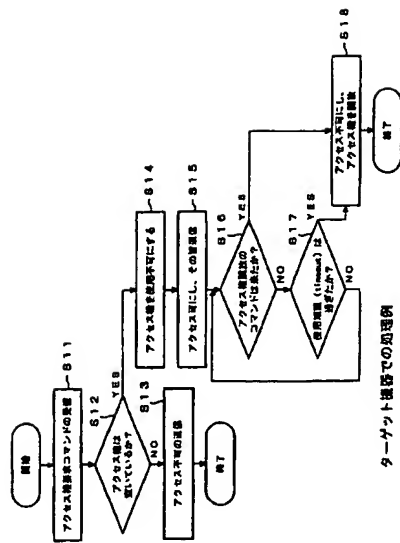 開始
S11
アクセス権要求コマンドの受信
S12
アクセス権は
空いているか?
YES
NO
S13
アクセス不可の返信
終了
S14
アクセス権を使用不可にする
S15
アクセス可にし、その旨返信
S16
アクセス権開放の
コマンドは来たか?
YES
NO
S17
使用期限(timeout)は
過ぎたか?
YES
NO
S18
アクセス不可にし、
アクセス権を開放
終了
ターゲット機器での処理例